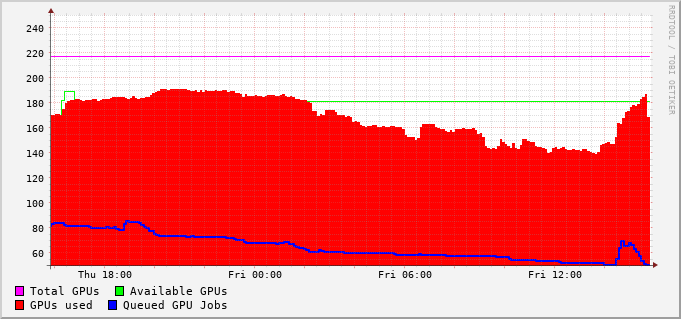 RRDTOOL / TOBI OETIKER
240
220
200
180
160
140
120
100
80
60
Thu 18:00 Fri 00:00 Fri 06:00 Fri 12:00
Total GPUs Available GPUs
GPUs used Queued GPU Jobs